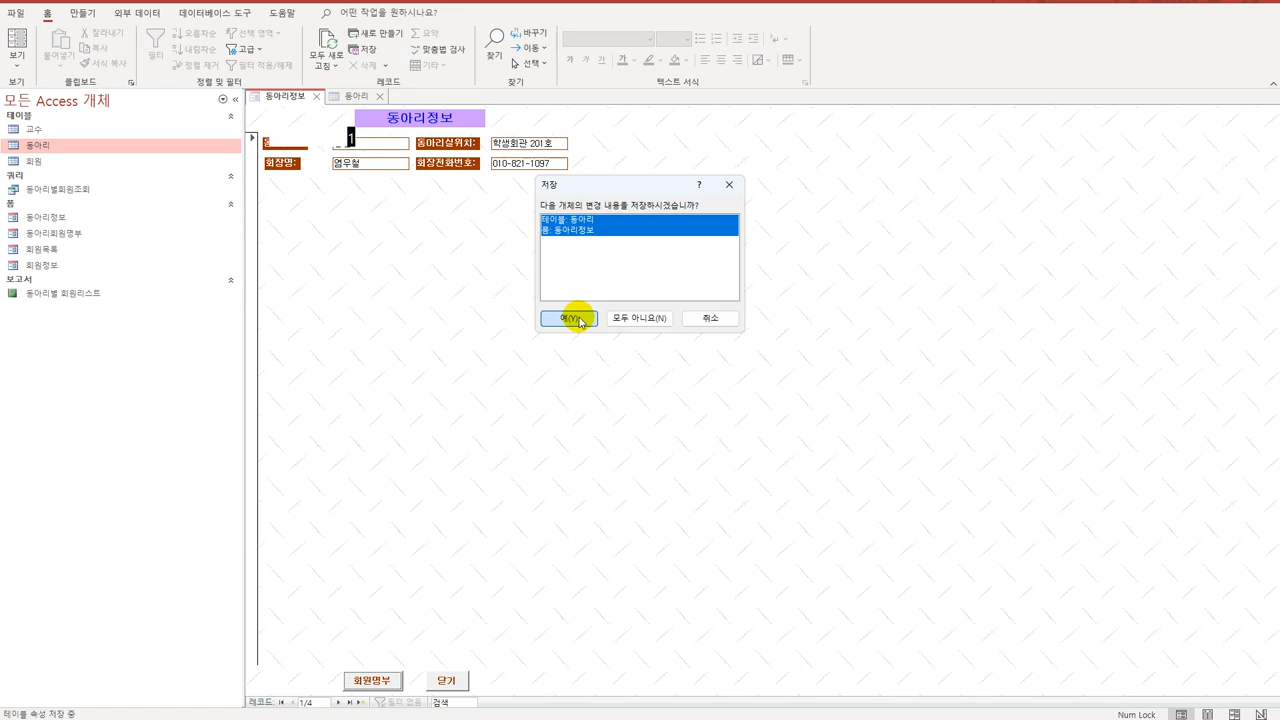 파일 홈 만들기 외부 데이터 데이터베이스 도구 도움말 어떤 작업을 원하시나요?
보기
붙여넣기
잘라내기
복사
서식 복사
클립보드
필터
오름차순
내림차순
정렬 제거
선택 영역
고급
필터 적용/해제
정렬 및 필터
모두 새로 고침
새로 만들기
저장
삭제
요약
맞춤법 검사
기타
레코드
찾기
바꾸기
이동
선택
찾기
가 가 가 가
텍스트 서식
모든 Access 개체
테이블
교수
동아리
회원
쿼리
동아리별회원조회
폼
동아리정보
동아리회원명부
회원목록
회원정보
보고서
동아리별 회원리스트
동아리정보 동아리
동아리정보
1
동아리실위치: 학생회관 201호
회장명: 염우철 회장전화번호: 010-821-1097
저장 ?
다음 개체의 변경 내용을 저장하시겠습니까?
테이블: 동아리
폼: 동아리정보
예(Y) 모두 아니요(N) 취소
회원명부 닫기
레코드: 1/4 필터 없음 검색
테이블 속성 저장 중 Num Lock